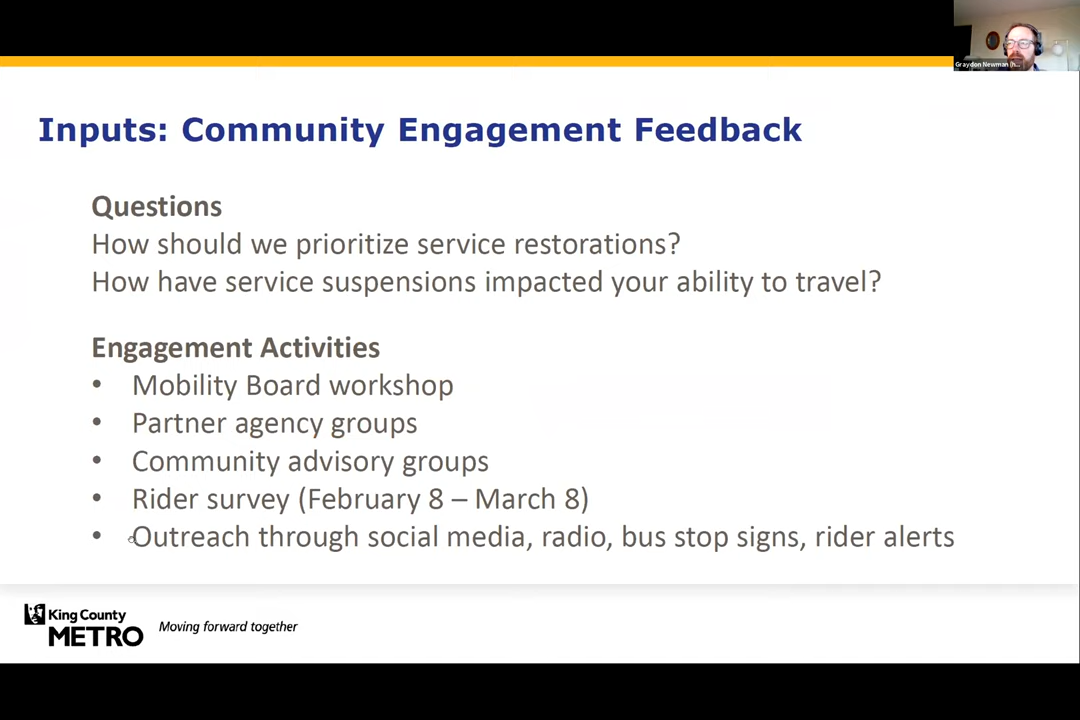 Graydon Newman (h...
Inputs: Community Engagement Feedback
Questions
How should we prioritize service restorations?
How have service suspensions impacted your ability to travel?
Engagement Activities
• Mobility Board workshop
• Partner agency groups
• Community advisory groups
• Rider survey (February 8 – March 8)
• Outreach through social media, radio, bus stop signs, rider alerts
King County
METRO
Moving forward together